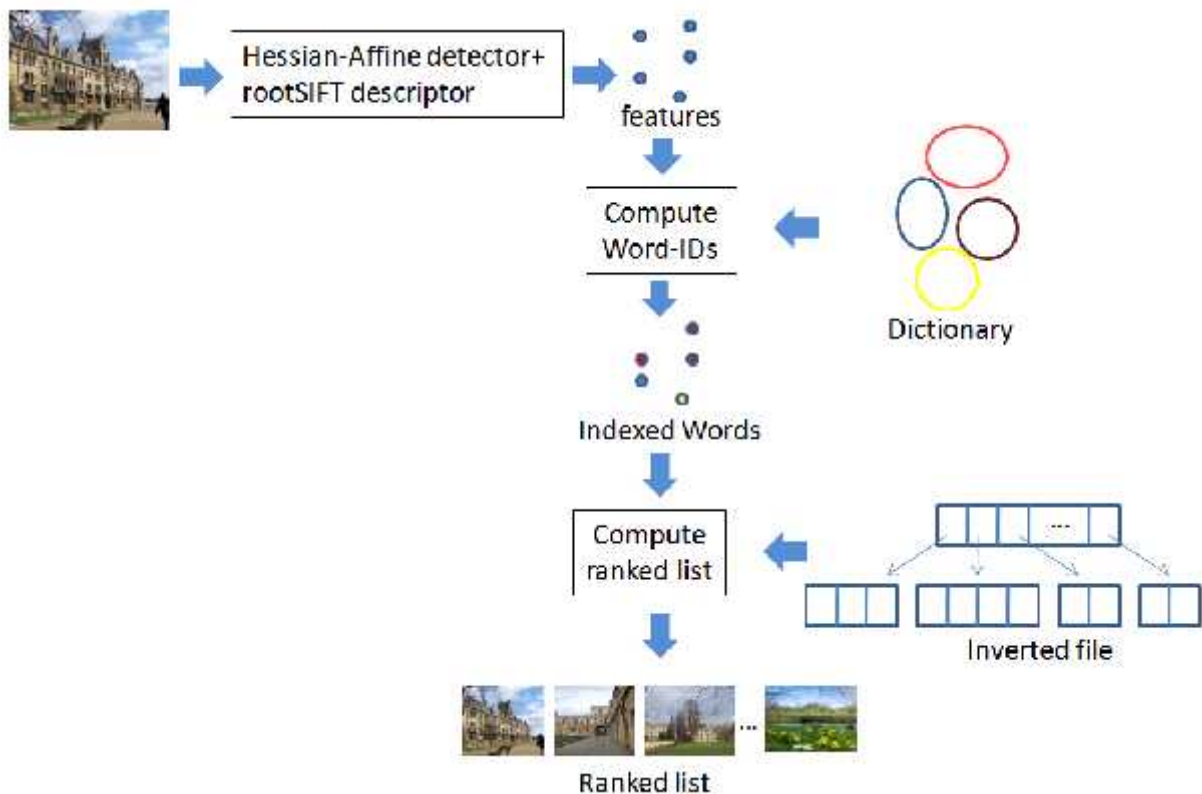 Hessian-Affine detector+
rootSIFT descriptor
features
Compute
Word-IDs
Dictionary
Indexed Words
Compute
ranked list
...
Inverted file
...
Ranked list